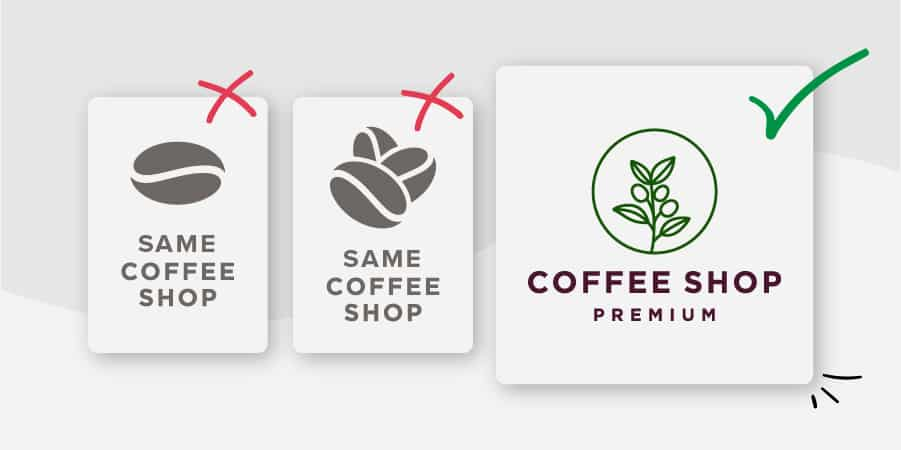 SAME
COFFEE
SHOP
SAME
COFFEE
SHOP
COFFEE SHOP
PREMIUM